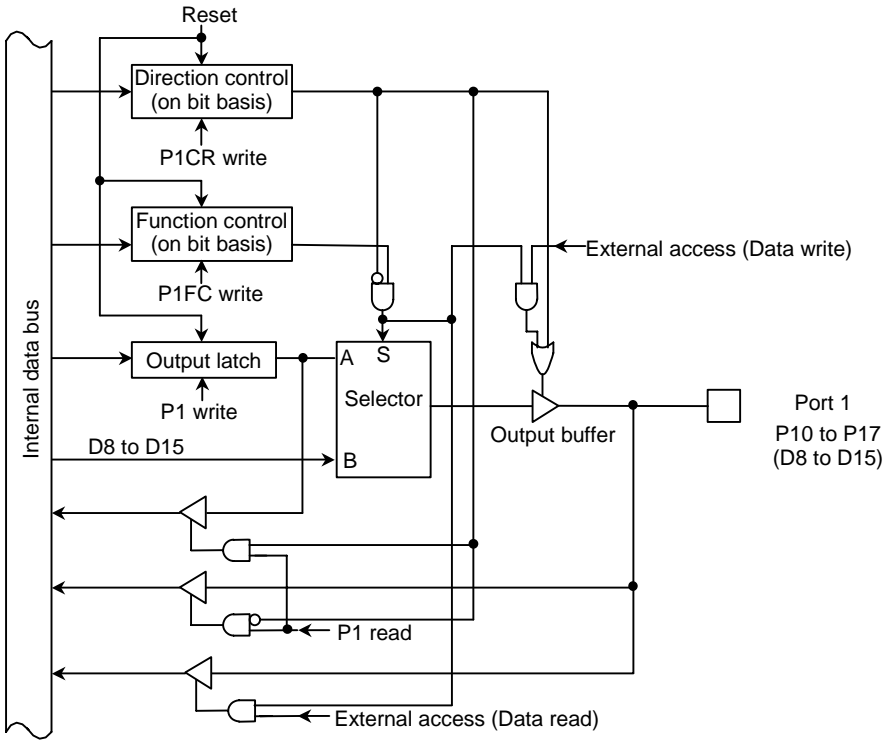 Reset
Direction control
(on bit basis)
P1CR write
Function control
(on bit basis)
External access (Data write)
P1FC write
Internal data bus
Output latch
A
S
Selector
P1 write
Output buffer
Port 1
P10 to P17
(D8 to D15)
D8 to D15
B
P1 read
External access (Data read)